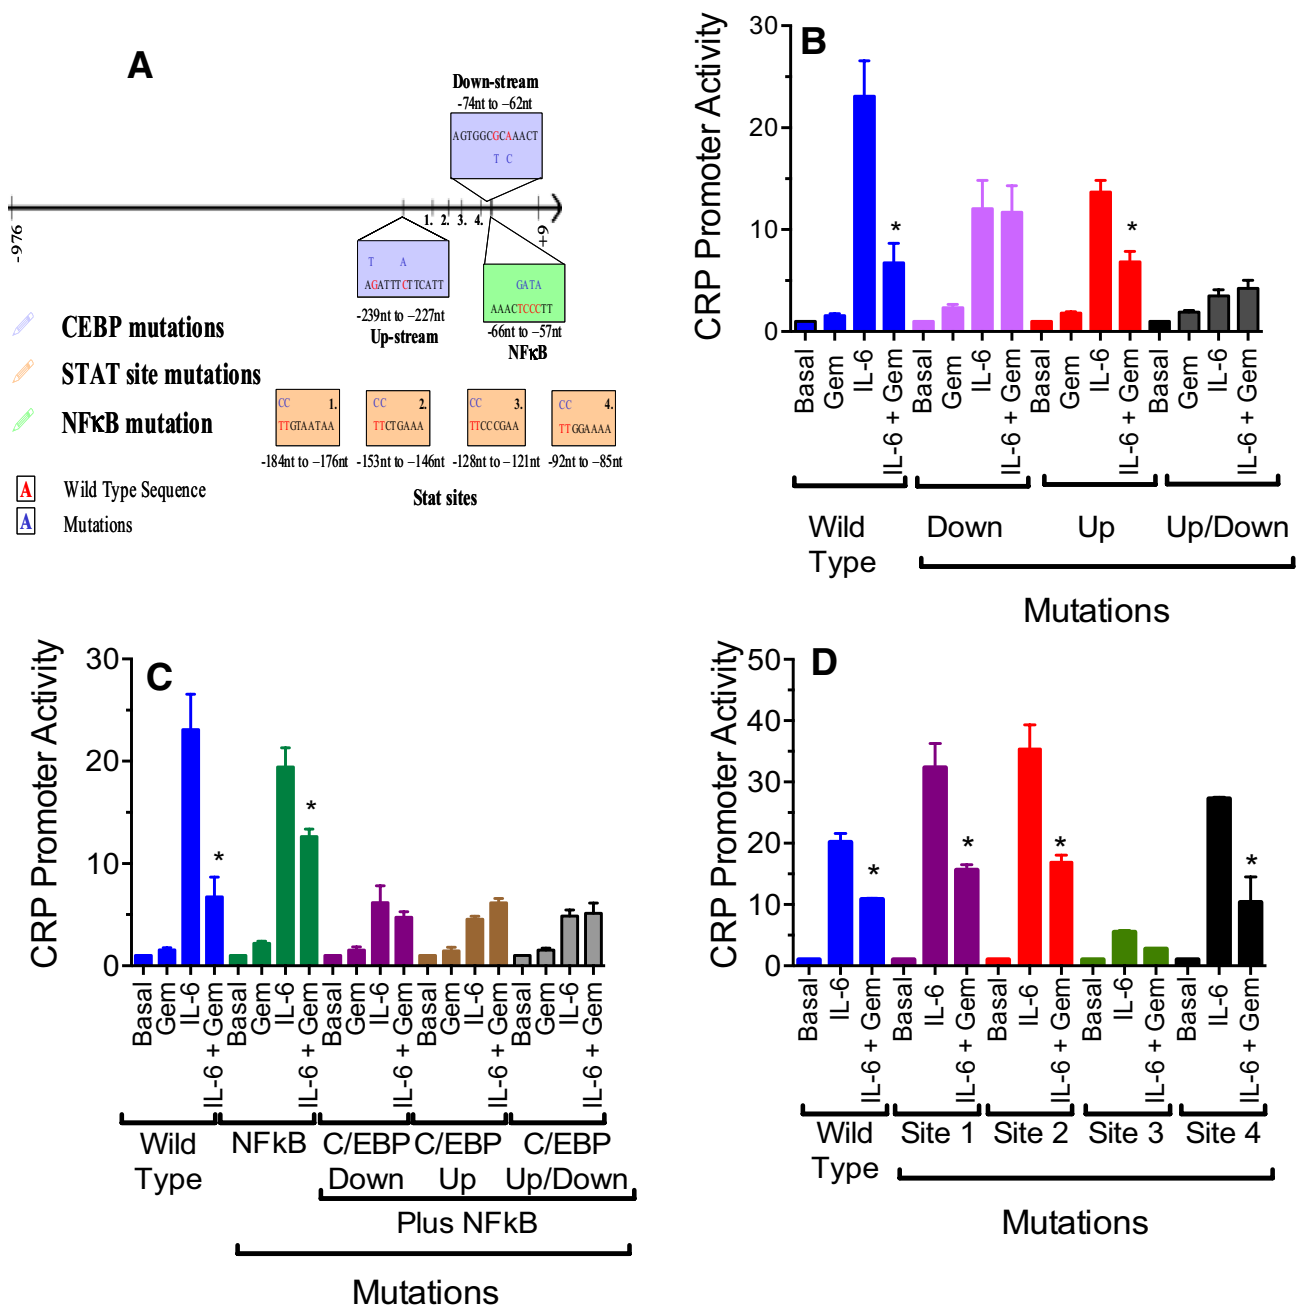 A
Down-stream
-74nt to –62nt
AGTGGCGCAAACT
T C
-976
1. 2. 3. 4.
+9
T A
AGATTTCTTCATT
-239nt to –227nt
Up-stream
GATA
AAACTCCCTT
-66nt to –57nt
NFκB
CEBP mutations
STAT site mutations
NFκB mutation
CC 1.
TTGTAATAA
-184nt to –176nt
CC 2.
TTCTGAAA
-153nt to –146nt
CC 3.
TTCCCGAA
-128nt to –121nt
CC 4.
TTGGAAAA
-92nt to –85nt
Stat sites
A Wild Type Sequence
A Mutations
B
CRP Promoter Activity
30
20
10
0
* *
Basal Gem IL-6 IL-6 + Gem Basal Gem IL-6 IL-6 + Gem Basal Gem IL-6 IL-6 + Gem Basal Gem IL-6 IL-6 + Gem
Wild Down Up Up/Down
Type
Mutations
C
CRP Promoter Activity
30
20
10
0
* *
Basal Gem IL-6 IL-6 + Gem Basal Gem IL-6 IL-6 + Gem Basal Gem IL-6 IL-6 + Gem Basal Gem IL-6 IL-6 + Gem Basal Gem IL-6 IL-6 + Gem
Wild NFkB C/EBP C/EBP C/EBP
Type Down Up Up/Down
Plus NFkB
Mutations
D
CRP Promoter Activity
50
40
30
20
10
0
* * * *
Basal IL-6 IL-6 + Gem Basal IL-6 IL-6 + Gem Basal IL-6 IL-6 + Gem Basal IL-6 IL-6 + Gem Basal IL-6 IL-6 + Gem
Wild Site 1 Site 2 Site 3 Site 4
Type
Mutations